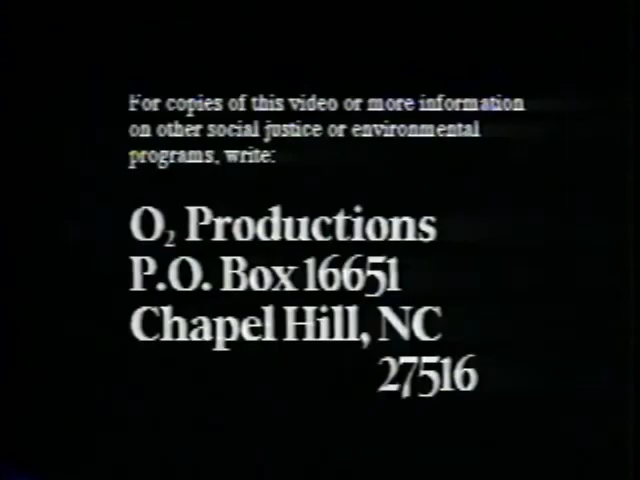 For copies of this video or more information
on other social justice or environmental
programs, write:
O₂ Productions
P.O. Box 16651
Chapel Hill, NC
27516